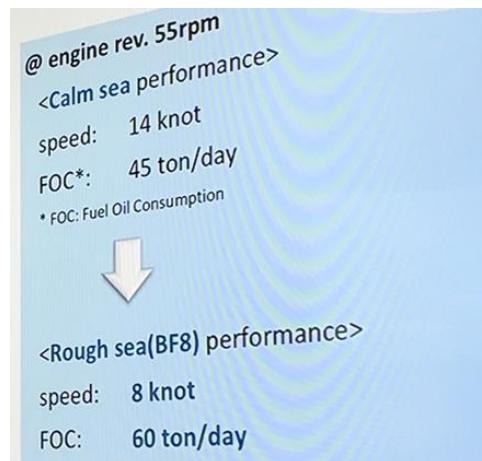 @ engine rev. 55rpm
<Calm sea performance>
speed: 14 knot
FOC*: 45 ton/day
* FOC: Fuel Oil Consumption
<Rough sea(BF8) performance>
speed: 8 knot
FOC: 60 ton/day